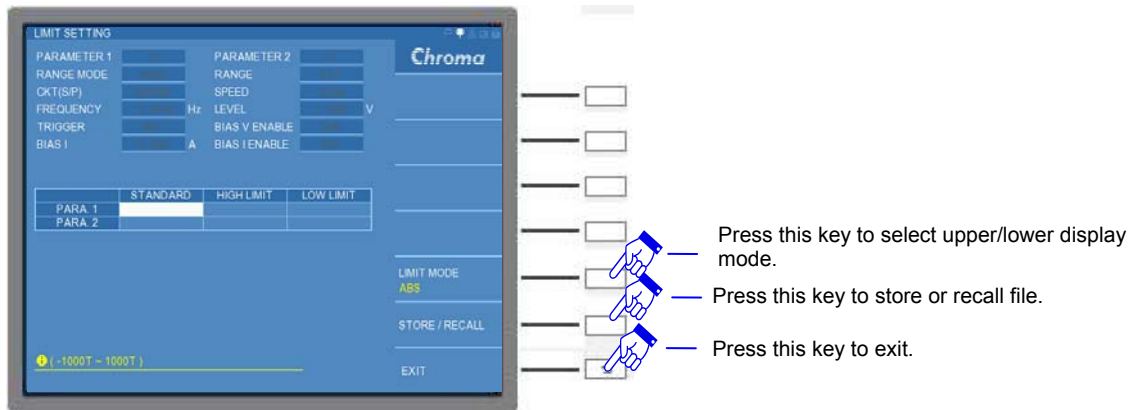 LIMIT SETTING
Chroma
PARAMETER 1 PARAMETER 2
RANGE MODE RANGE
CKT(S/P) SPEED
FREQUENCY Hz LEVEL V
TRIGGER BIAS V ENABLE
BIAS I A BIAS I ENABLE
STANDARD HIGH LIMIT LOW LIMIT
PARA. 1
PARA. 2
LIMIT MODE
ABS
STORE / RECALL
( -1000T ~ 1000T )
EXIT
Press this key to select upper/lower display
mode.
Press this key to store or recall file.
Press this key to exit.